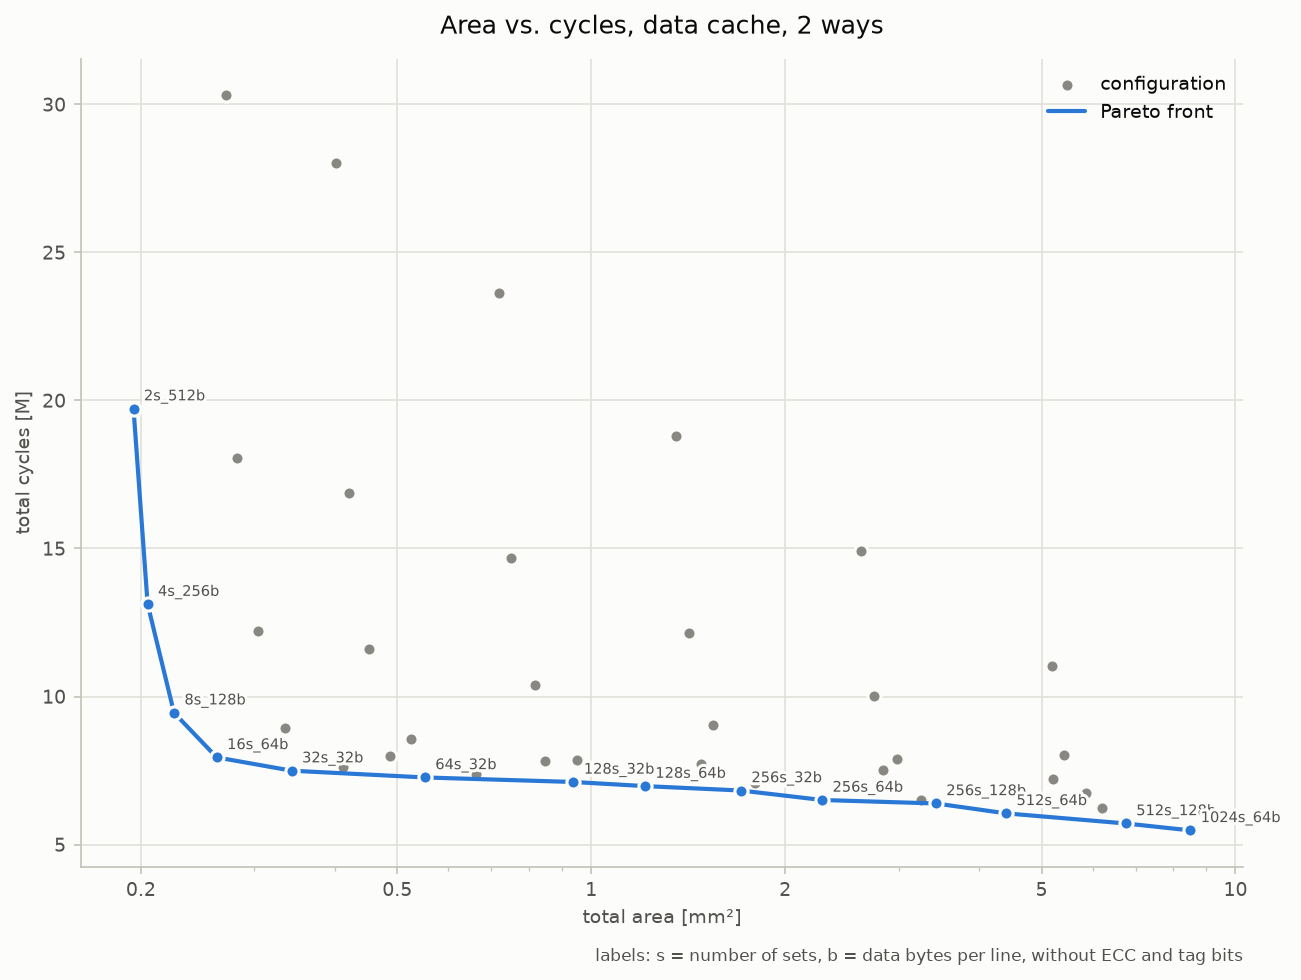 Area vs. cycles, data cache, 2 ways
configuration
Pareto front
30
25
20
15
10
5
total cycles [M]
2s_512b
4s_256b
8s_128b
16s_64b
32s_32b
64s_32b
128s_32b
128s_64b
256s_32b
256s_64b
256s_128b
512s_64b
512s_128b
1024s_64b
0.2
0.5
1
2
5
10
total area [mm²]
labels: s = number of sets, b = data bytes per line, without ECC and tag bits